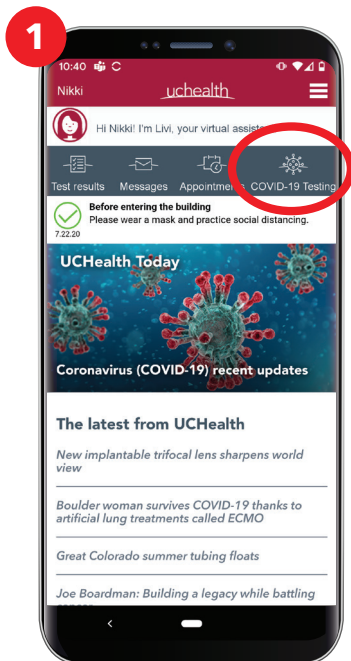 1
10:40
Nikki
uchealth
Hi Nikki! I'm Livi, your virtual
Test results Messages Appointments COVID-19 Testing
Before entering the building
Please wear a mask and practice social distancing.
7.22.20
UCHealth Today
Coronavirus (COVID-19) recent updates
The latest from UCHealth
New implantable trifocal lens sharpens world
view
Boulder woman survives COVID-19 thanks to
artificial lung treatments called ECMO
Great Colorado summer tubing floats
Joe Boardman: Building a legacy while battling